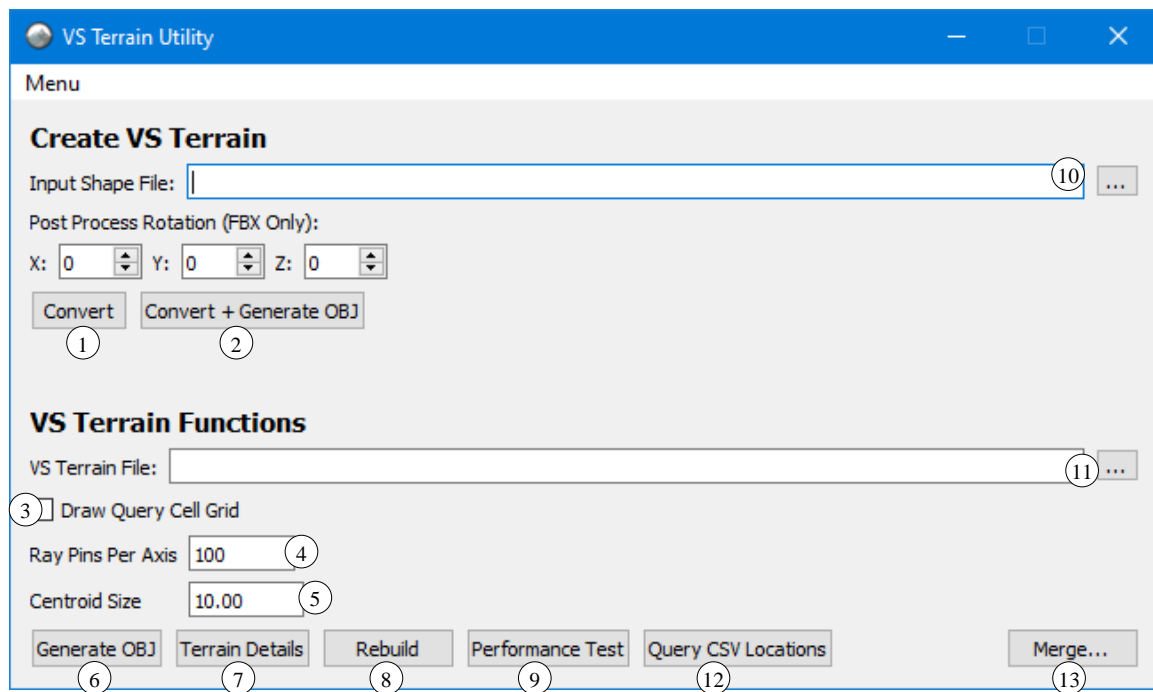 VS Terrain Utility
Menu
Create VS Terrain
Input Shape File: 10 ...
Post Process Rotation (FBX Only):
X: 0 Y: 0 Z: 0
Convert Convert + Generate OBJ
1 2
VS Terrain Functions
VS Terrain File: 11 ...
3 Draw Query Cell Grid
Ray Pins Per Axis 100 4
Centroid Size 10.00 5
Generate OBJ Terrain Details Rebuild Performance Test Query CSV Locations Merge...
6 7 8 9 12 13